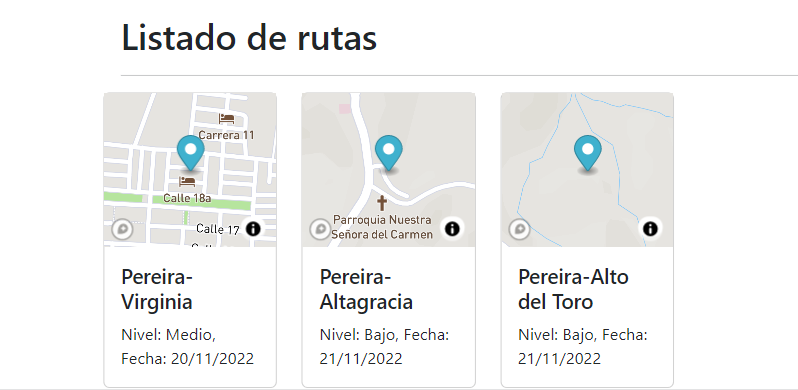 Listado de rutas
Carrera 11
Calle 18a
Calle 17
Parroquia Nuestra
Señora del Carmen
Pereira-
Virginia
Nivel: Medio,
Fecha: 20/11/2022
Pereira-
Altagracia
Nivel: Bajo, Fecha:
21/11/2022
Pereira-Alto
del Toro
Nivel: Bajo, Fecha:
21/11/2022